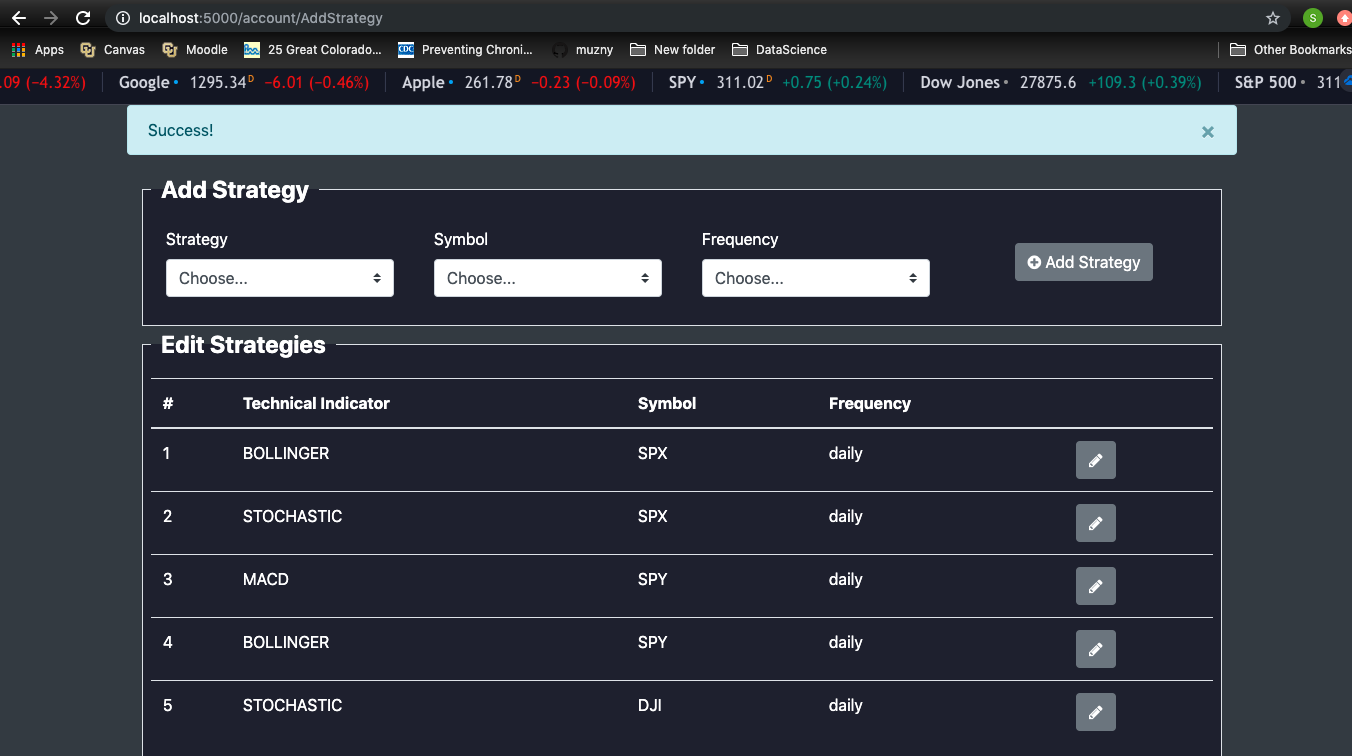 localhost:5000/account/AddStrategy
S
Apps Canvas Moodle 25 Great Colorado... CDC Preventing Chroni... muzny New folder DataScience Other Bookmarks
.09 (−4.32%) Google • 1295.34 D −6.01 (−0.46%) Apple • 261.78 D −0.23 (−0.09%) SPY • 311.02 D +0.75 (+0.24%) Dow Jones • 27875.6 +109.3 (+0.39%) S&P 500 • 311
Success! ×
Add Strategy
Strategy Symbol Frequency
Choose... Choose... Choose... Add Strategy
Edit Strategies
# Technical Indicator Symbol Frequency
1 BOLLINGER SPX daily
2 STOCHASTIC SPX daily
3 MACD SPY daily
4 BOLLINGER SPY daily
5 STOCHASTIC DJI daily